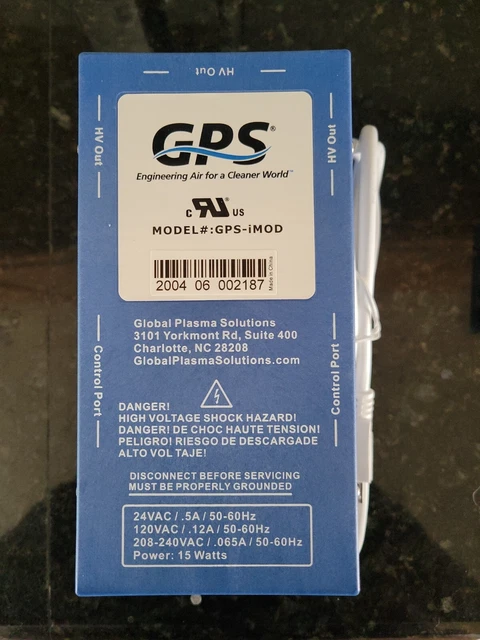 HV Out
HV Out
HV Out
GPS®
Engineering Air for a Cleaner World™
C RU US
MODEL#:GPS-iMOD
2004 06 002187
Made in China
Global Plasma Solutions
3101 Yorkmont Rd, Suite 400
Charlotte, NC 28208
GlobalPlasmaSolutions.com
Control Port
Control Port
DANGER!
HIGH VOLTAGE SHOCK HAZARD!
DANGER! DE CHOC HAUTE TENSION!
PELIGRO! RIESGO DE DESCARGADE
ALTO VOL TAJE!
DISCONNECT BEFORE SERVICING
MUST BE PROPERLY GROUNDED
24VAC / .5A / 50-60Hz
120VAC / .12A / 50-60Hz
208-240VAC / .065A / 50-60Hz
Power: 15 Watts